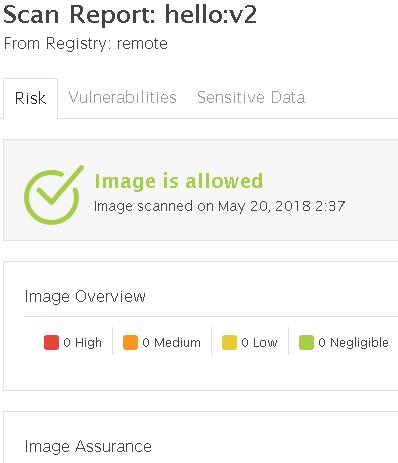 Scan Report: hello:v2
From Registry: remote
Risk Vulnerabilities Sensitive Data
Image is allowed
Image scanned on May 20, 2018 2:37
Image Overview
0 High 0 Medium 0 Low 0 Negligible
Image Assurance